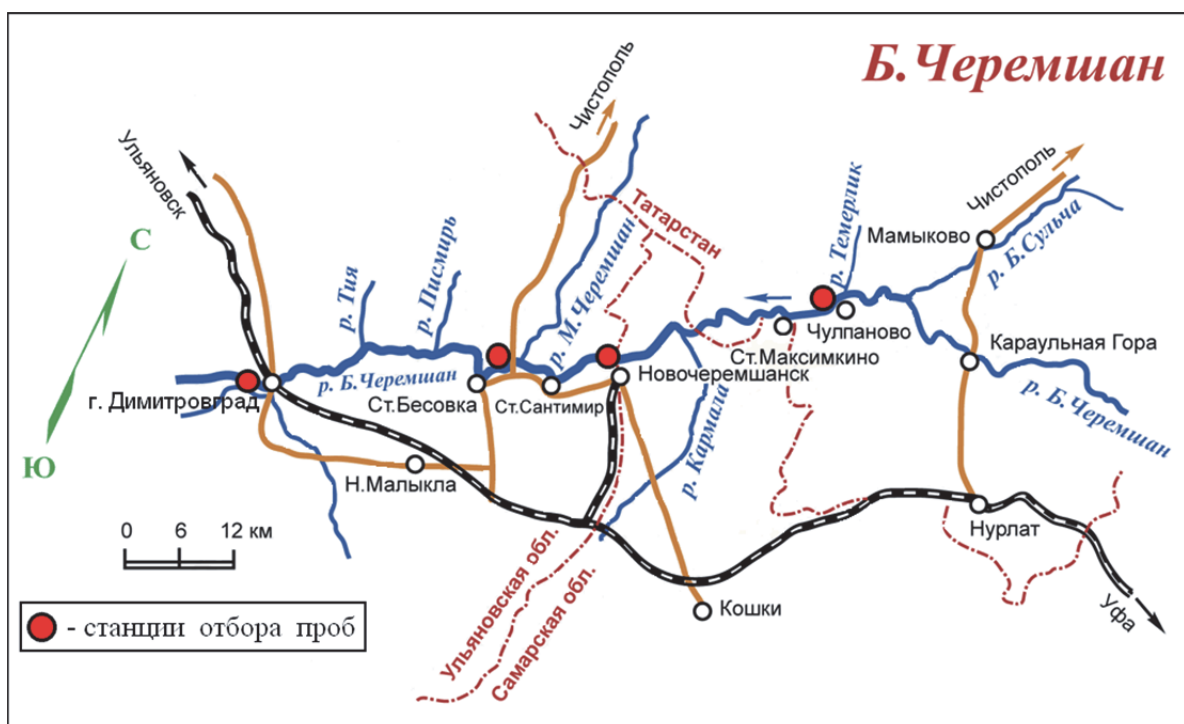 Б.Черемшан
Чистополь
Ульяновск
С
Ю
р. Тия
р. Писмирь
р. М.Черемшан
Татарстан
р. Темерлик
Чистополь
Мамыково
р. Б.Сульча
Чулпаново
Ст.Максимкино
Караульная Гора
р. Б.Черемшан
Новочеремшанск
р. Б.Черемшан
Ст.Бесовка
Ст.Сантимир
г. Димитровград
р. Кармала
Н.Малыкла
Нурлат
0 6 12 км
Ульяновская обл.
Самарская обл.
Кошки
Уфа
- станции отбора проб